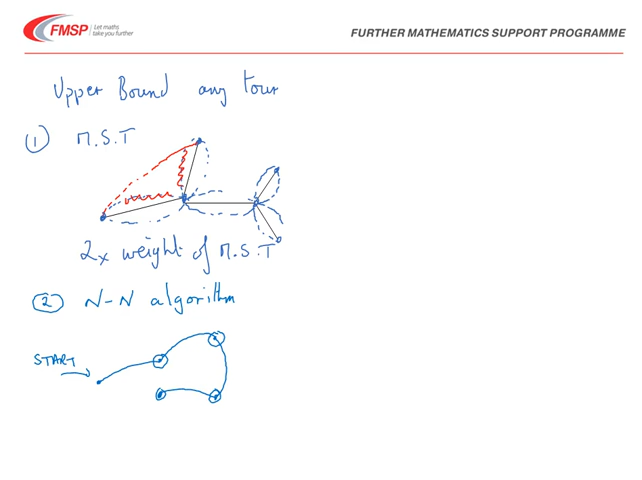 FMSP
Let maths
take you further
FURTHER MATHEMATICS SUPPORT PROGRAMME
Upper Bound any tour
1 M.S.T
2x weight of M.S.T
2 N-N algorithm
START